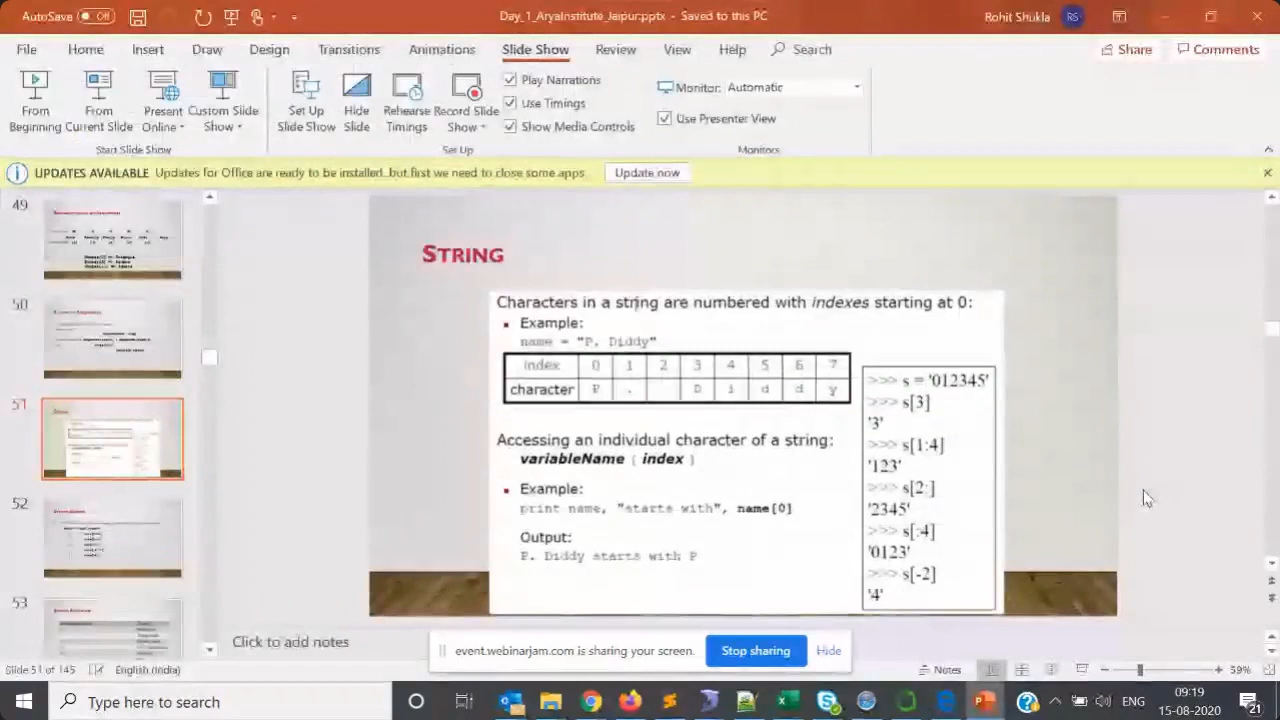 AutoSave Off
Day_1_AryaInstitute_Jaipur.pptx - Saved to this PC
Rohit Shukla RS
File Home Insert Draw Design Transitions Animations Slide Show Review View Help Search Share Comments
From Beginning
From Current Slide
Present Online
Custom Slide Show
Set Up Slide Show
Hide Slide
Rehearse Timings
Record Slide Show
Play Narrations
Use Timings
Show Media Controls
Monitor: Automatic
Use Presenter View
Start Slide Show
Set Up
Monitors
UPDATES AVAILABLE Updates for Office are ready to be installed, but first we need to close some apps. Update now
49
50
51
52
53
STRING
Characters in a string are numbered with indexes starting at 0:
Example:
name = "P. Diddy"
index 0 1 2 3 4 5 6 7
character P . D i d d y
Accessing an individual character of a string:
variableName [ index ]
Example:
print name, "starts with", name[0]
Output:
P. Diddy starts with P
>>> s = '012345'
>>> s[3]
'3'
>>> s[1:4]
'123'
>>> s[2:]
'2345'
>>> s[:4]
'0123'
>>> s[-2]
'4'
Click to add notes
event.webinarjam.com is sharing your screen. Stop sharing Hide
Slide 51 of 145 English (India) Notes 59%
Type here to search
ENG
09:19
15-08-2020
21